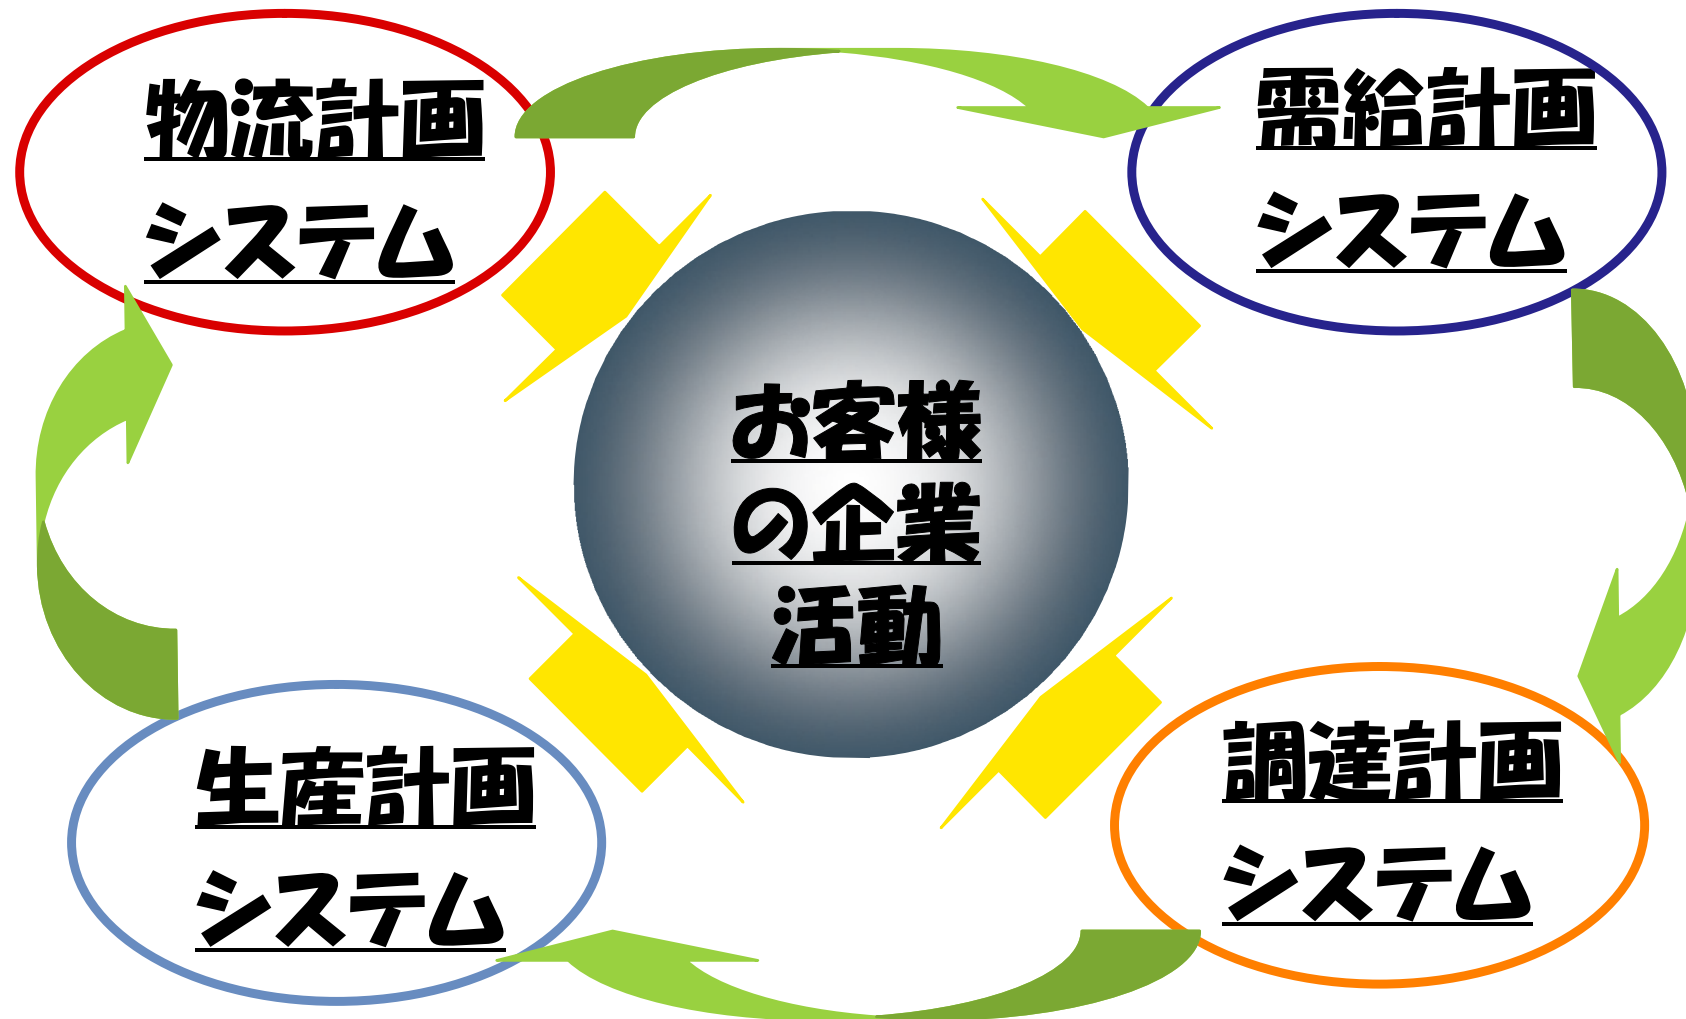 物流計画
システム
需給計画
システム
お客様
の企業
活動
生産計画
システム
調達計画
システム